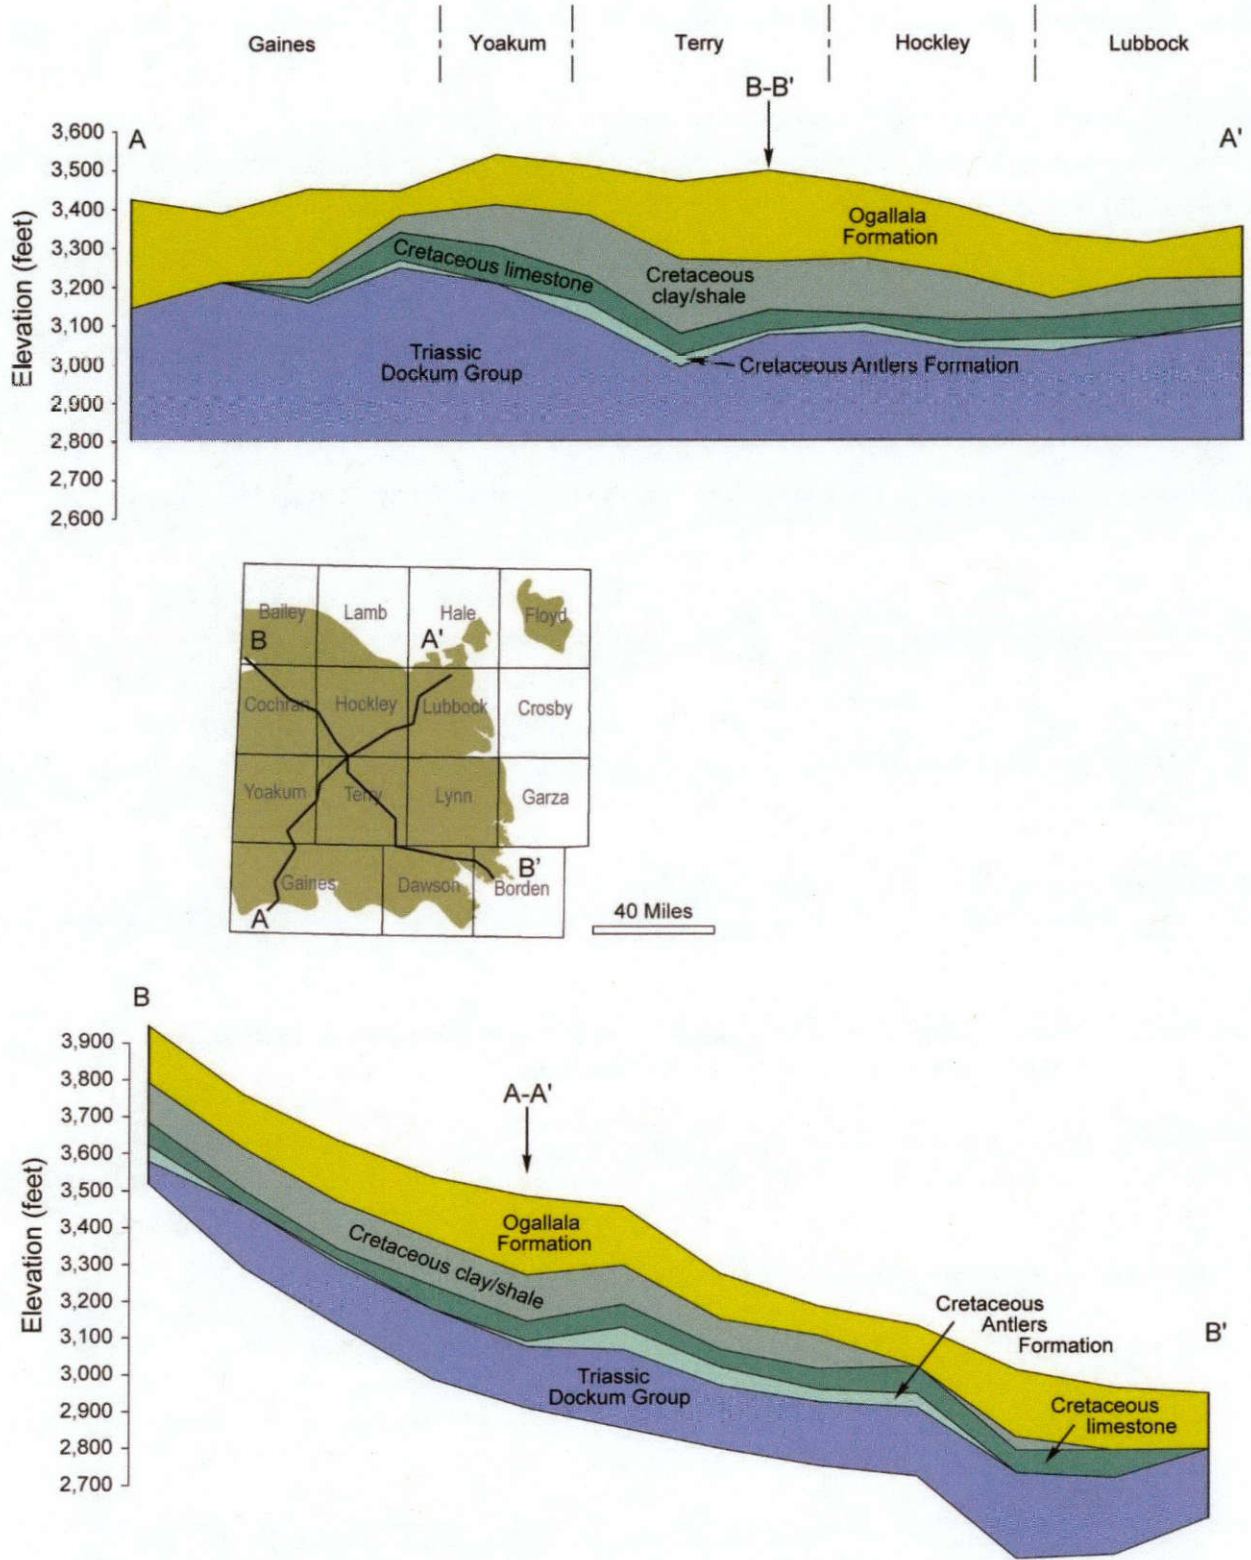 Gaines Yoakum Terry Hockley Lubbock
B-B'
A A'
3,600
3,500
3,400
3,300
3,200
3,100
3,000
2,900
2,800
2,700
2,600
Elevation (feet)
Ogallala
Formation
Cretaceous limestone
Cretaceous
clay/shale
Triassic
Dockum Group
Cretaceous Antlers Formation
Bailey Lamb Hale Floyd
B A'
Cochran Hockley Lubbock Crosby
Yoakum Terry Lynn Garza
Gaines Dawson B' Borden
A
40 Miles
B
3,900
3,800
3,700
3,600
3,500
3,400
3,300
3,200
3,100
3,000
2,900
2,800
2,700
Elevation (feet)
A-A'
Ogallala
Formation
Cretaceous clay/shale
Cretaceous
Antlers
Formation
B'
Triassic
Dockum Group
Cretaceous
limestone